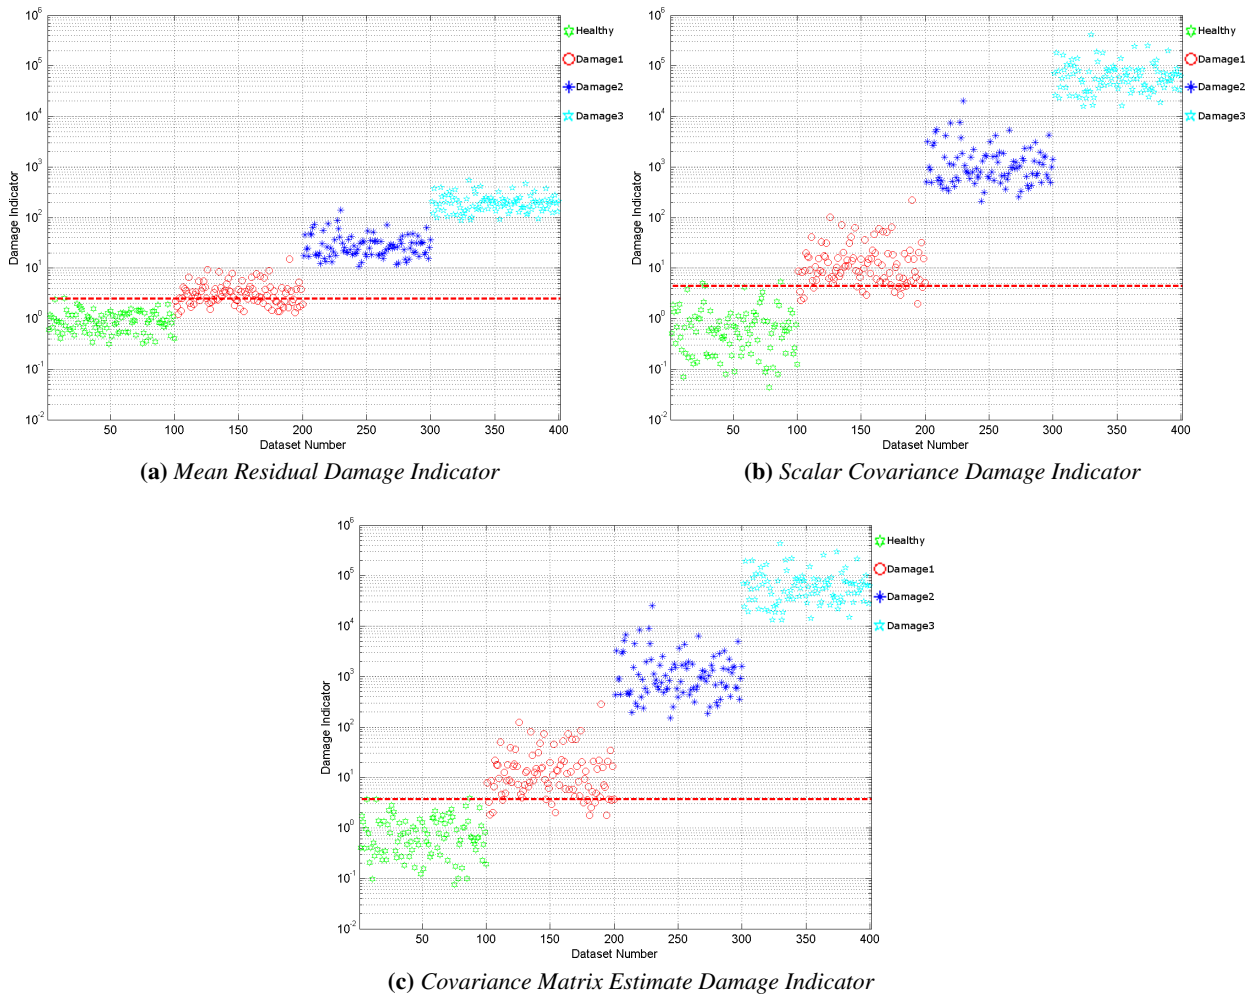 10^6
10^5
10^4
10^3
10^2
10^1
10^0
10^-1
10^-2
Damage Indicator
50 100 150 200 250 300 350 400
Dataset Number
Healthy
Damage1
Damage2
Damage3
(a) Mean Residual Damage Indicator
10^6
10^5
10^4
10^3
10^2
10^1
10^0
10^-1
10^-2
Damage Indicator
50 100 150 200 250 300 350 400
Dataset Number
Healthy
Damage1
Damage2
Damage3
(b) Scalar Covariance Damage Indicator
10^6
10^5
10^4
10^3
10^2
10^1
10^0
10^-1
10^-2
Damage Indicator
50 100 150 200 250 300 350 400
Dataset Number
Healthy
Damage1
Damage2
Damage3
(c) Covariance Matrix Estimate Damage Indicator